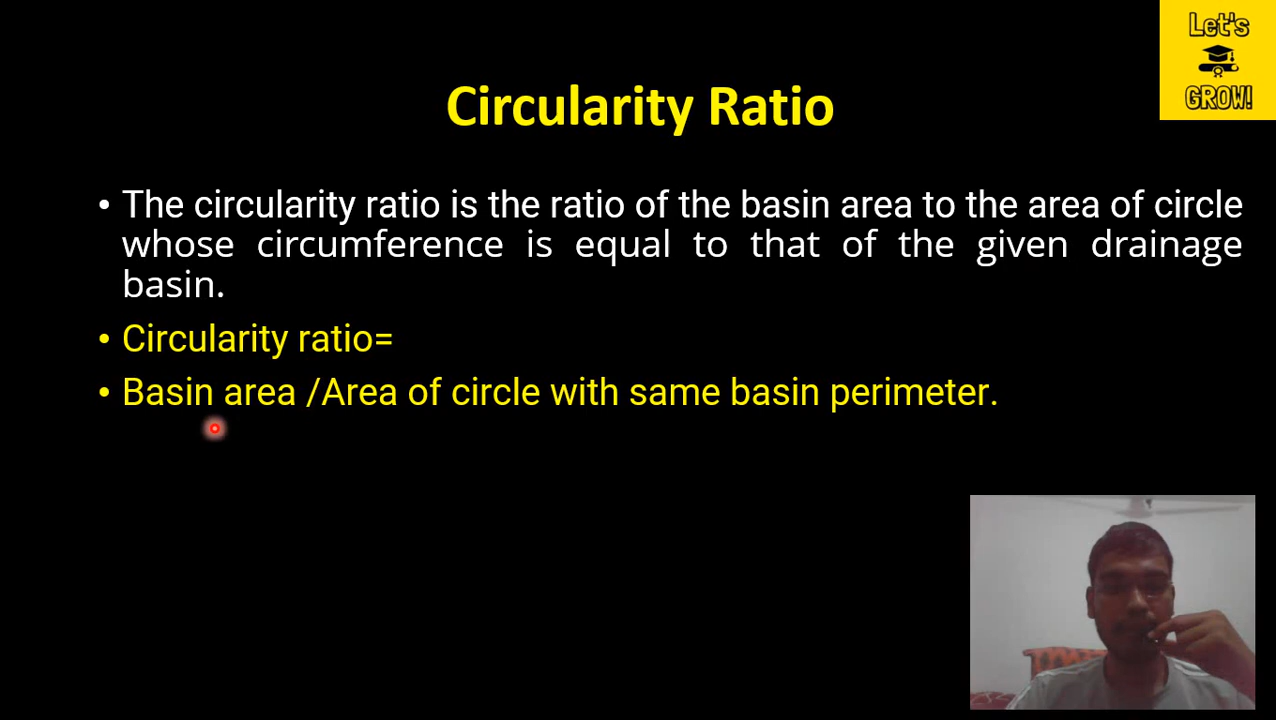 Let's
GROW!
Circularity Ratio
• The circularity ratio is the ratio of the basin area to the area of circle
whose circumference is equal to that of the given drainage
basin.
• Circularity ratio=
• Basin area /Area of circle with same basin perimeter.